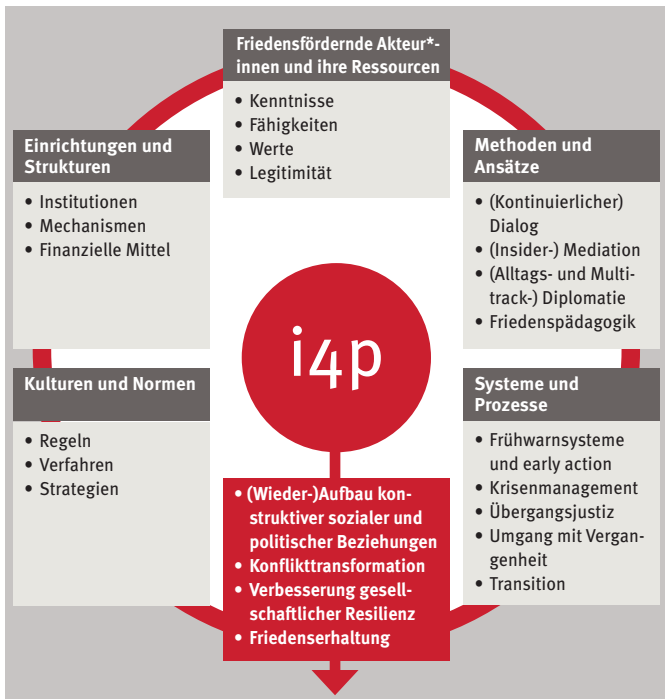 Friedensfördernde Akteur*-
innen und ihre Ressourcen
• Kenntnisse
• Fähigkeiten
• Werte
• Legitimität
Einrichtungen und
Strukturen
• Institutionen
• Mechanismen
• Finanzielle Mittel
Methoden und
Ansätze
• (Kontinuierlicher)
Dialog
• (Insider-) Mediation
• (Alltags- und Multi-
track-) Diplomatie
• Friedenspädagogik
i4p
Kulturen und Normen
• Regeln
• Verfahren
• Strategien
Systeme und
Prozesse
• Frühwarnsysteme
und early action
• Krisenmanagement
• Übergangsjustiz
• Umgang mit Vergan-
genheit
• Transition
• (Wieder-)Aufbau kon-
struktiver sozialer und
politischer Beziehungen
• Konflikttransformation
• Verbesserung gesell-
schaftlicher Resilienz
• Friedenserhaltung